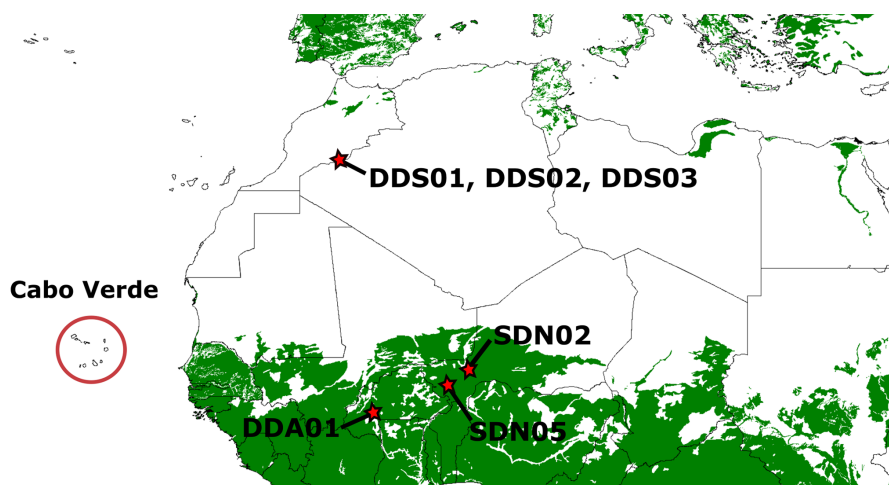 DDS01, DDS02, DDS03
Cabo Verde
SDN02
DDA01
SDN05